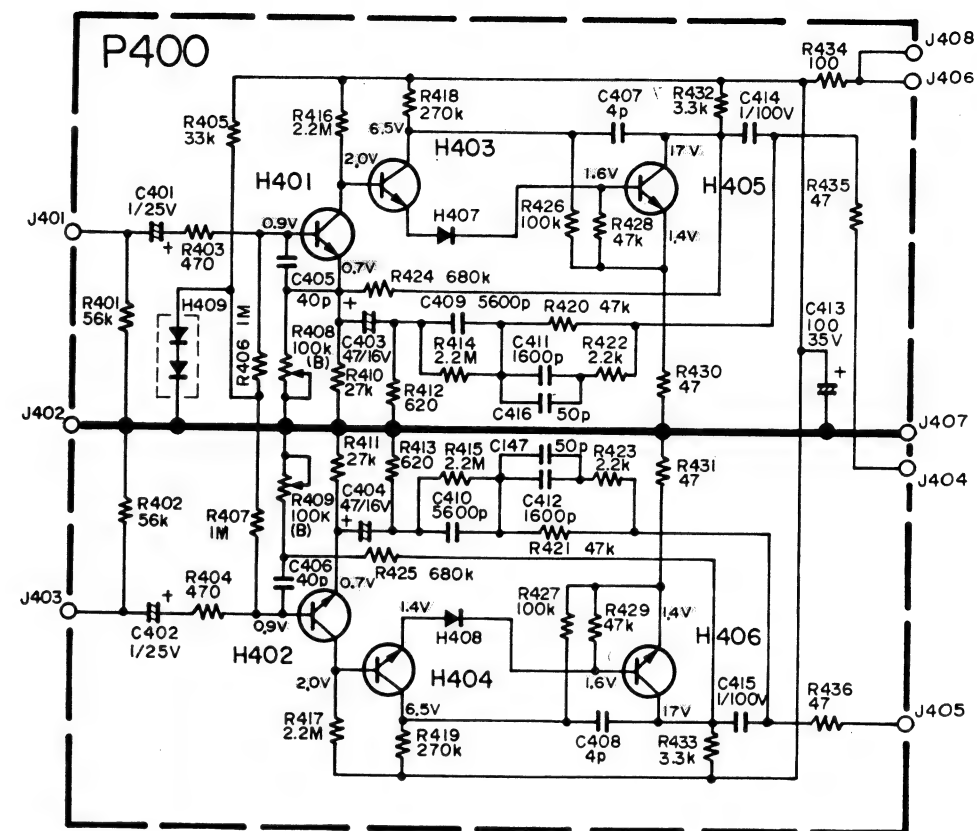 P400
J408
R434
100
J406
R405
33k
R416
2.2M
R418
270k
6.5V
H403
C407
4p
R432
3.3k
C414
1/100V
2.0V
H401
C401
1/25V
+
J401
R403
470
0.9V
H407
1.6V
17V
H405
R426
100k
R428
47k
1.4V
R435
47
C405
40p
0.7V
R424 680k
R401
56k
H409
R406 1M
R408
100k
(B)
+
C403
47/16V
C409 5600p
R420 47k
R414
2.2M
C411
1600p
R422
2.2k
C413
100
35V
+
R410
27k
R412
620
C416 50p
R430
47
J402
J407
R411
27k
R413
620
R415
2.2M
C147
50p
R423
2.2k
R431
47
J404
R402
56k
R407
1M
R409
100K
(B)
C404
47/16V
+
C410
5600p
C412
1600p
R421 47k
C406
40p
0.7V
R425 680k
R404
470
J403
+
C402
1/25V
0.9V
H402
1.4V
H408
R427
100k
R429
47k
1.4V
H406
2.0V
H404
1.6V
C415
1/100V
R436
47
J405
6.5V
17V
R417
2.2M
R419
270k
C408
4p
R433
3.3k